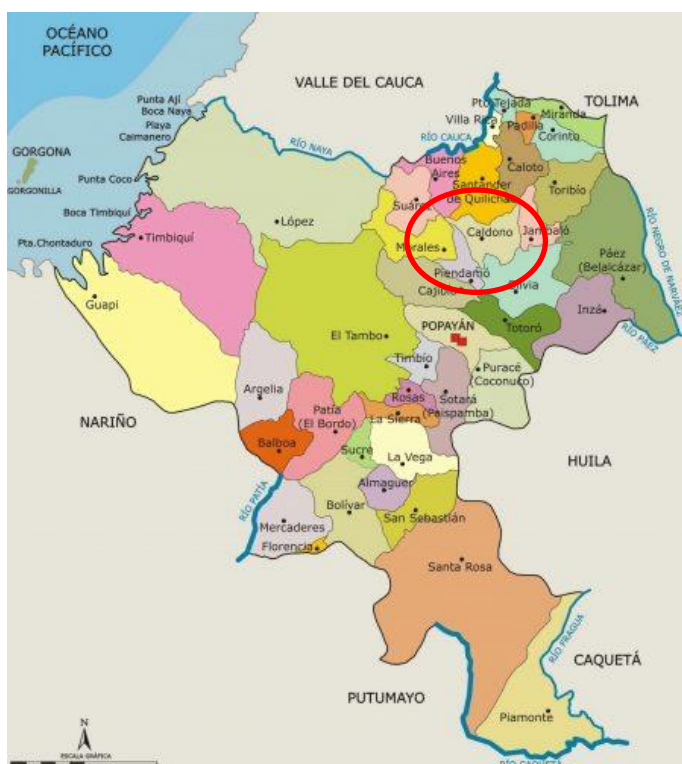 OCÉANO
PACÍFICO
VALLE DEL CAUCA
TOLIMA
Punta Ají
Boca Naya
Playa
Caimanero
Pto Tejada
Miranda
Villa Rica
Padilla
Corinto
RÍO CAUCA
RÍO NAYA
GORGONA
GORGONILLA
Punta Coco
Buenos
Aires
Caloto
Santander
de Quilichao
Toribío
Suárez
Boca Timbiquí
López
Timbiquí
Pta.Chontaduro
Morales
Caldono
Jambaló
RÍO NEGRO DE NARVÁEZ
Páez
(Belalcázar)
Piendamó
Silvia
Cajibío
Guapi
Inzá
RÍO PÁEZ
El Tambo
POPAYÁN
Totoró
Timbío
Puracé
(Coconuco)
Argelia
Rosas
Sotará
(Paispamba)
NARIÑO
Patía
(El Bordo)
La Sierra
Balboa
Sucre
La Vega
HUILA
Almaguer
RÍO PATÍA
Bolívar
San Sebastián
Mercaderes
Florencia
Santa Rosa
RÍO FRAGUA
CAQUETÁ
PUTUMAYO
Piamonte
N
ESCALA GRÁFICA
RÍO CAQUETÁ